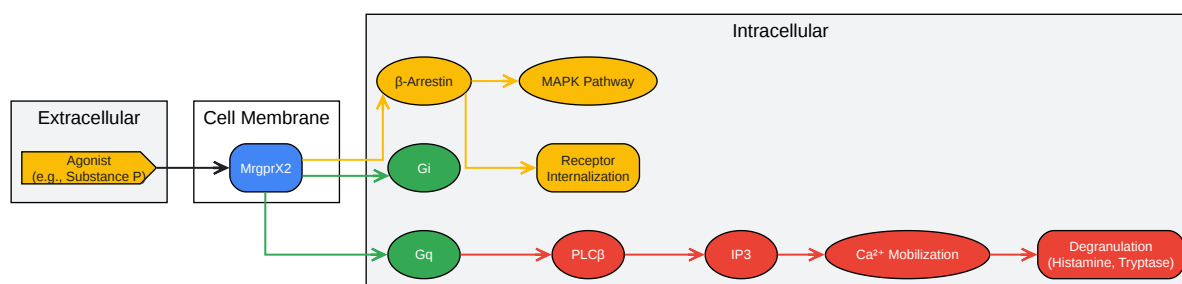 Intracellular
β-Arrestin
MAPK Pathway
Extracellular
Cell Membrane
Agonist
(e.g., Substance P)
MrgprX2
Gi
Receptor
Internalization
Gq
PLCβ
IP3
Ca²⁺ Mobilization
Degranulation
(Histamine, Tryptase)